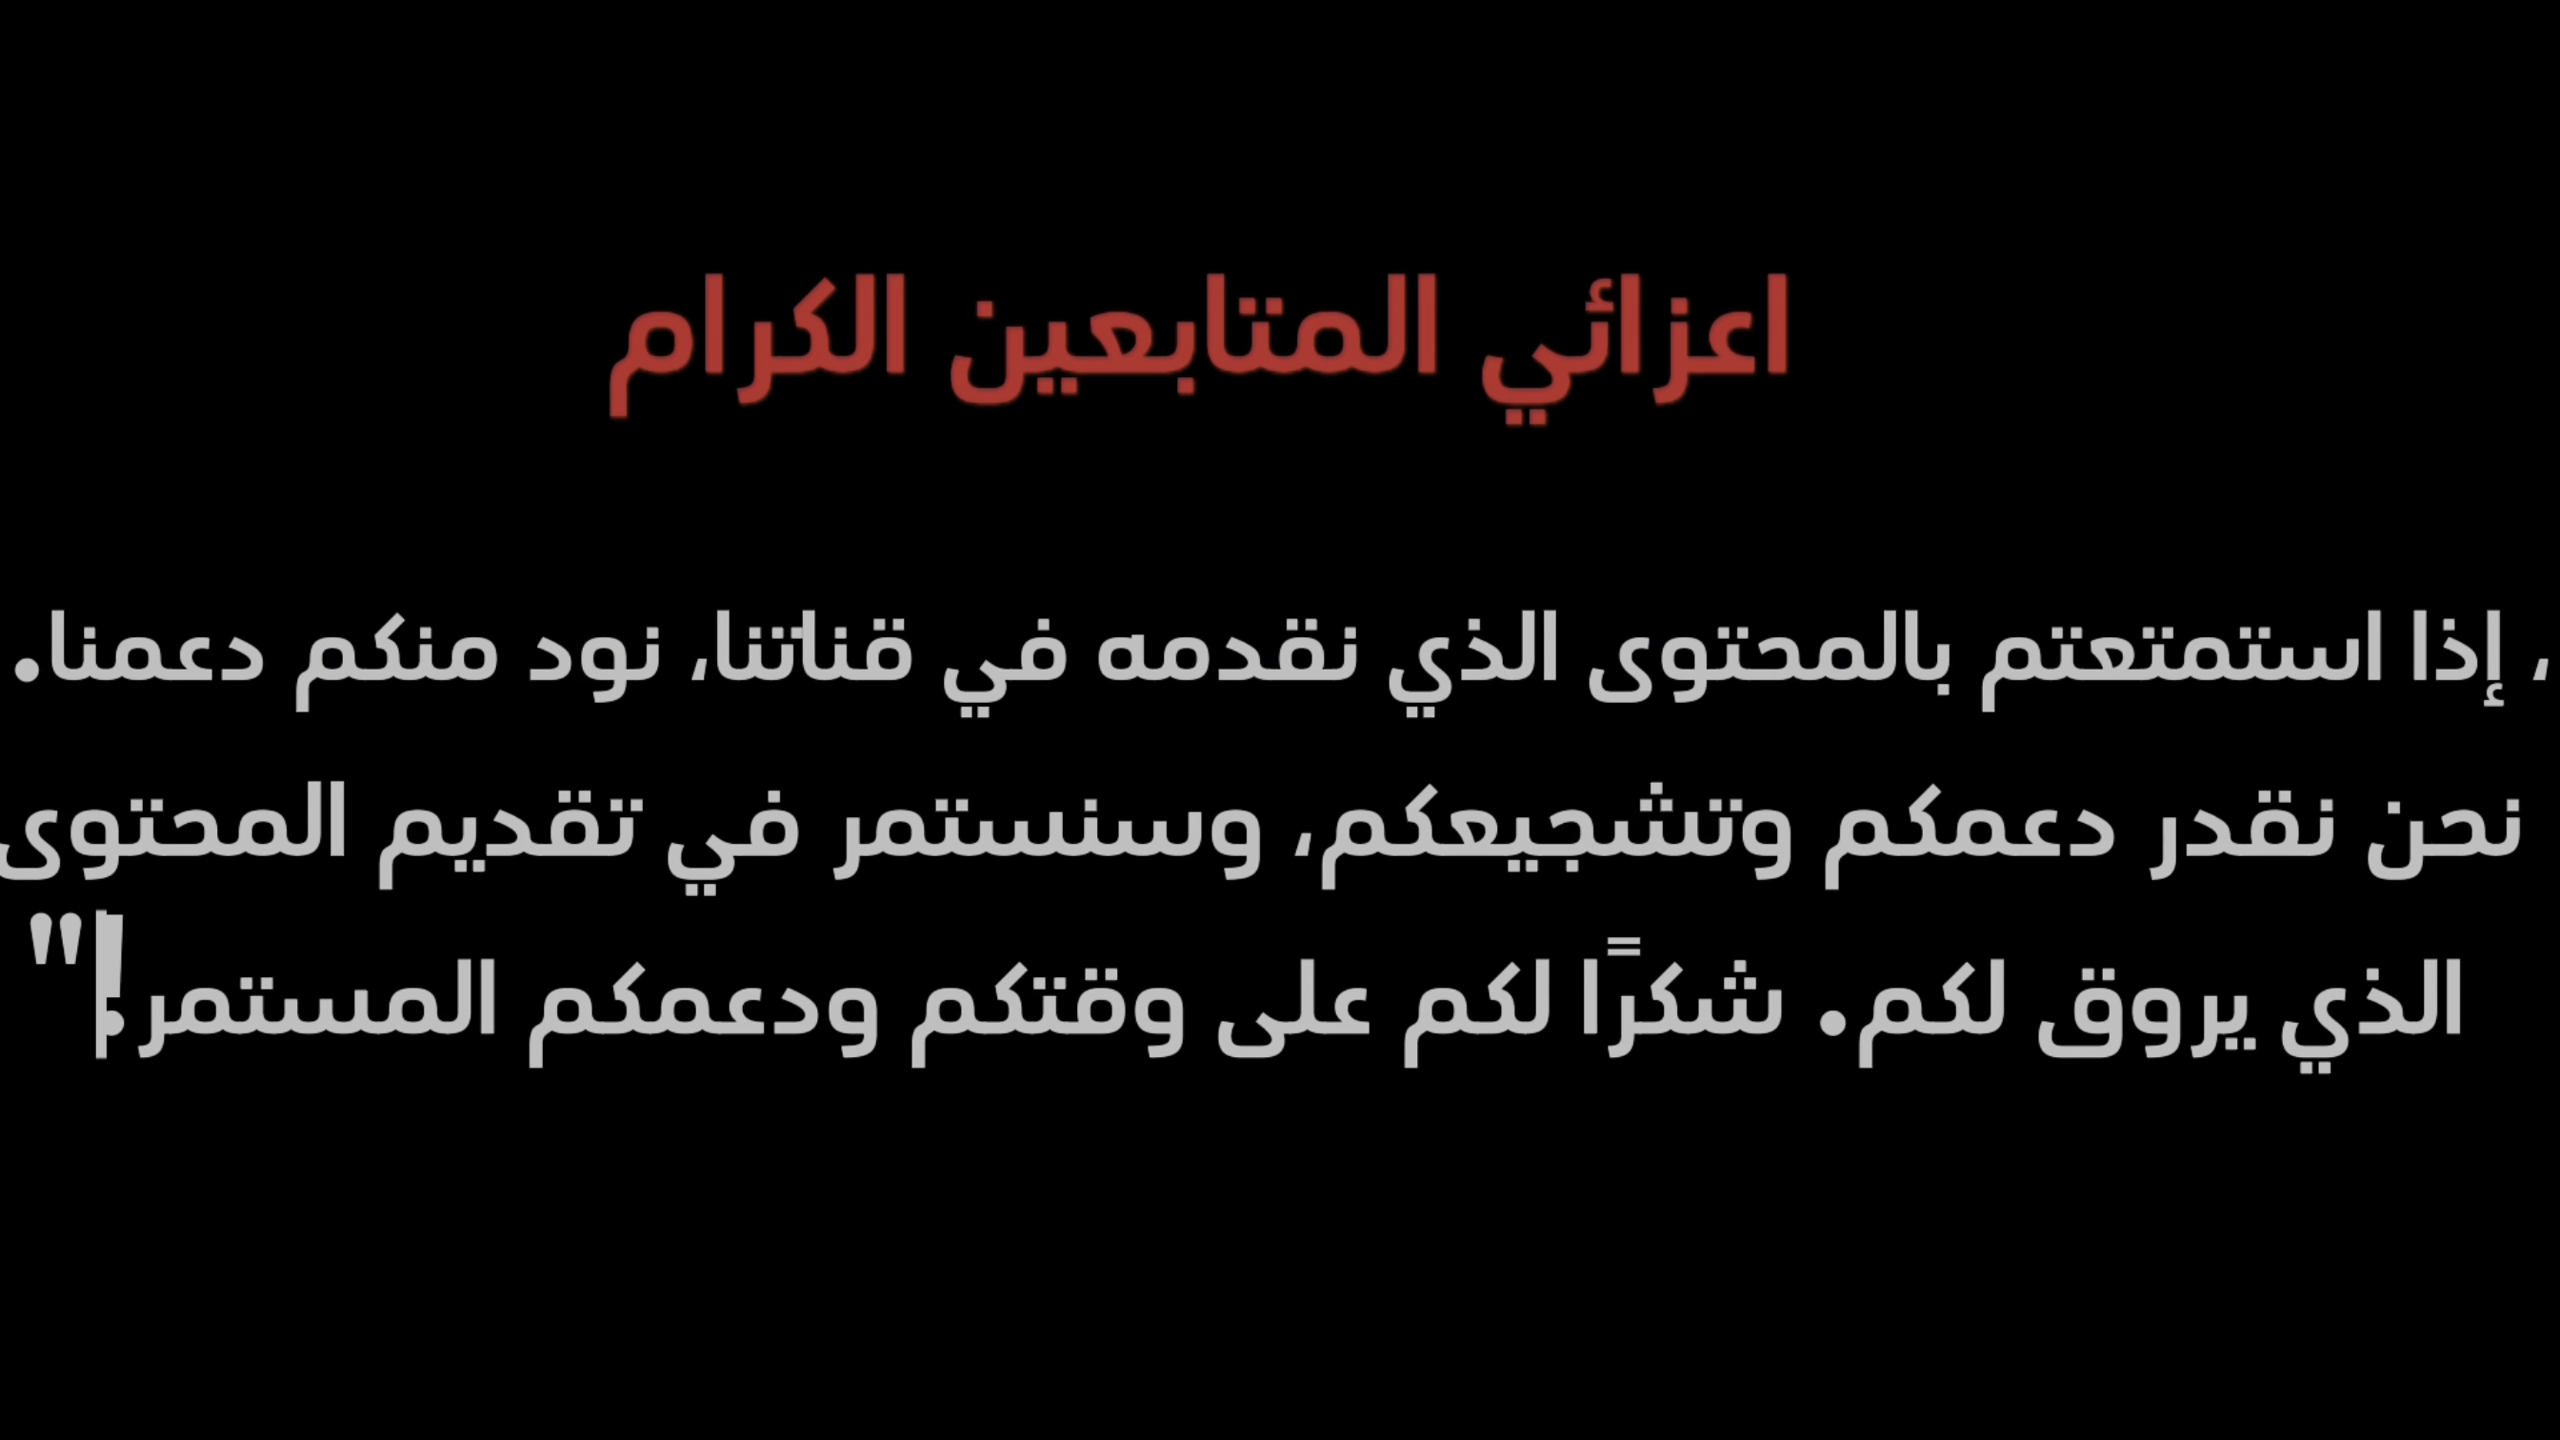 اعزائي المتابعين الكرام
، إذا استمتعتم بالمحتوى الذي نقدمه في قناتنا، نود منكم دعمنا.
نحن نقدر دعمكم وتشجيعكم، وسنستمر في تقديم المحتوى
الذي يروق لكم. شكرًا لكم على وقتكم ودعمكم المستمر!"